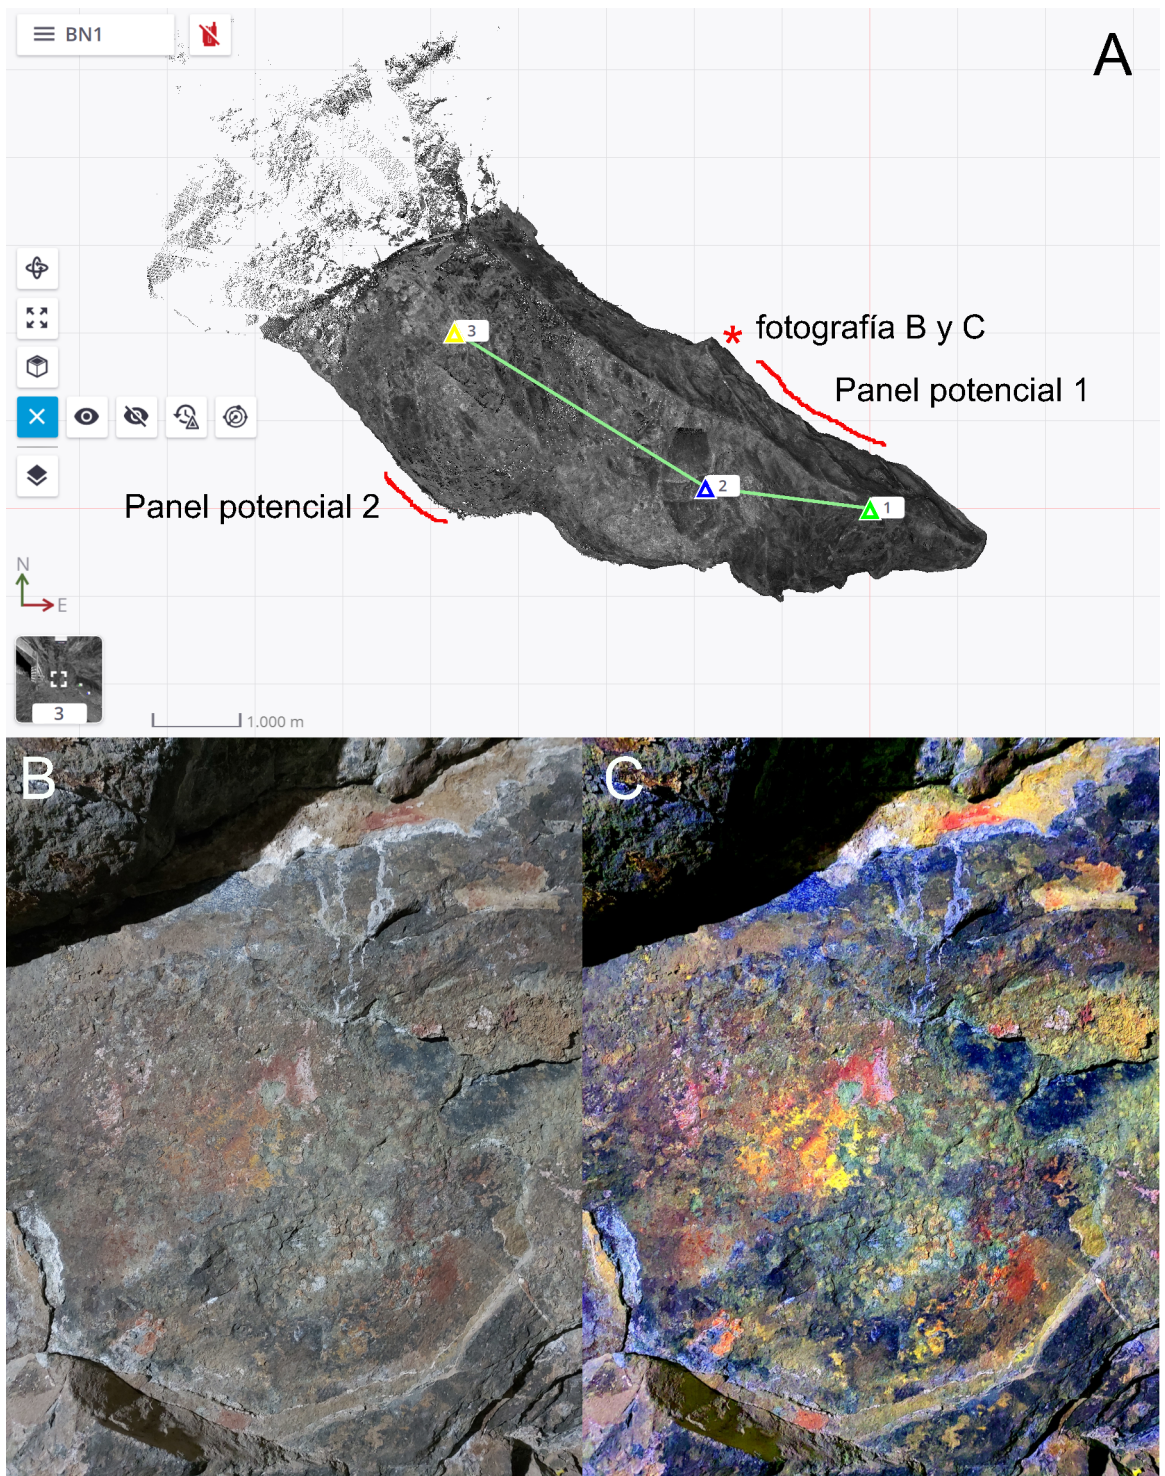 BN1
A
3
* fotografía B y C
Panel potencial 1
2
1
Panel potencial 2
N
E
3
1.000 m
B
C